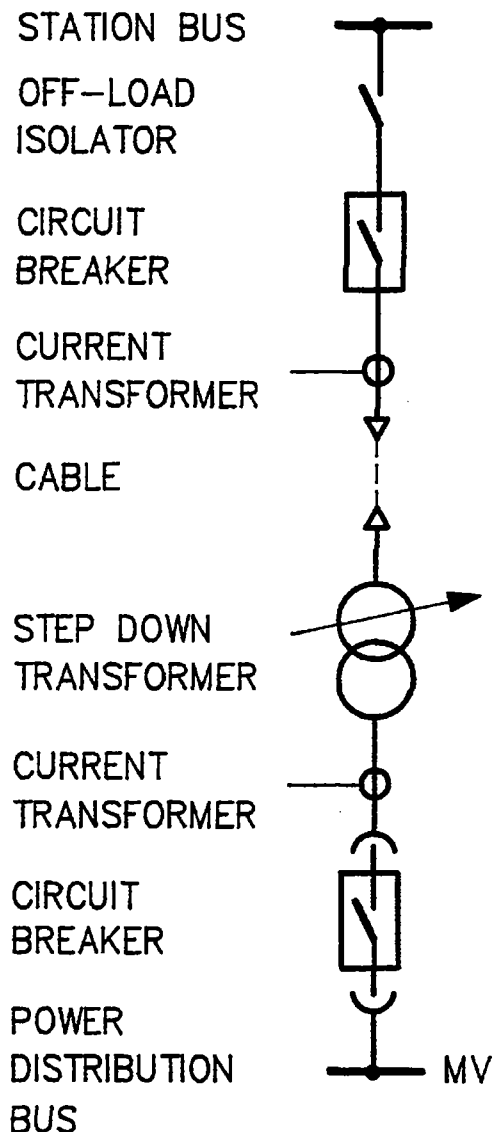 STATION BUS
OFF-LOAD
ISOLATOR
CIRCUIT
BREAKER
CURRENT
TRANSFORMER
CABLE
STEP DOWN
TRANSFORMER
CURRENT
TRANSFORMER
CIRCUIT
BREAKER
POWER
DISTRIBUTION
BUS
MV